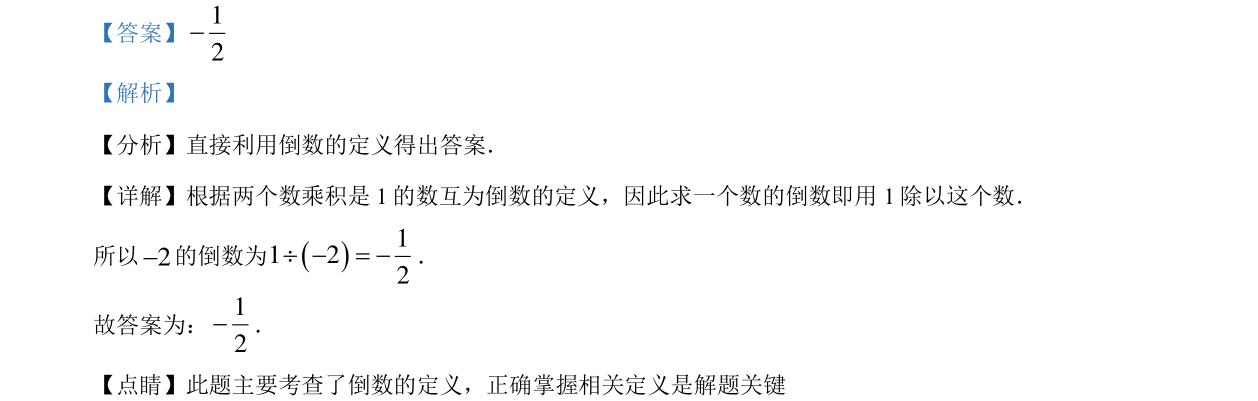 【答案】$-\frac{1}{2}$
【解析】
【分析】直接利用倒数的定义得出答案．
【详解】根据两个数乘积是 1 的数互为倒数的定义，因此求一个数的倒数即用 1 除以这个数．
所以 $-2$ 的倒数为$1÷(-2)=-\frac{1}{2}$．
故答案为：$-\frac{1}{2}$．
【点睛】此题主要考查了倒数的定义，正确掌握相关定义是解题关键